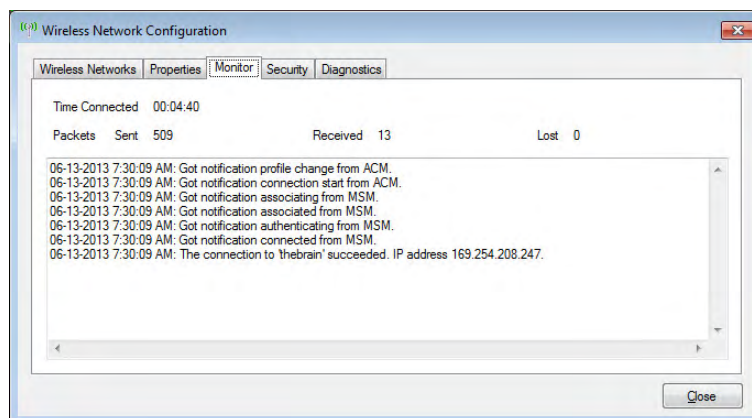 Wireless Network Configuration
Wireless Networks Properties Monitor Security Diagnostics
Time Connected 00:04:40
Packets Sent 509 Received 13 Lost 0
06-13-2013 7:30:09 AM: Got notification profile change from ACM.
06-13-2013 7:30:09 AM: Got notification connection start from ACM.
06-13-2013 7:30:09 AM: Got notification associating from MSM.
06-13-2013 7:30:09 AM: Got notification associated from MSM.
06-13-2013 7:30:09 AM: Got notification authenticating from MSM.
06-13-2013 7:30:09 AM: Got notification connected from MSM.
06-13-2013 7:30:09 AM: The connection to 'thebrain' succeeded. IP address 169.254.208.247.
Close